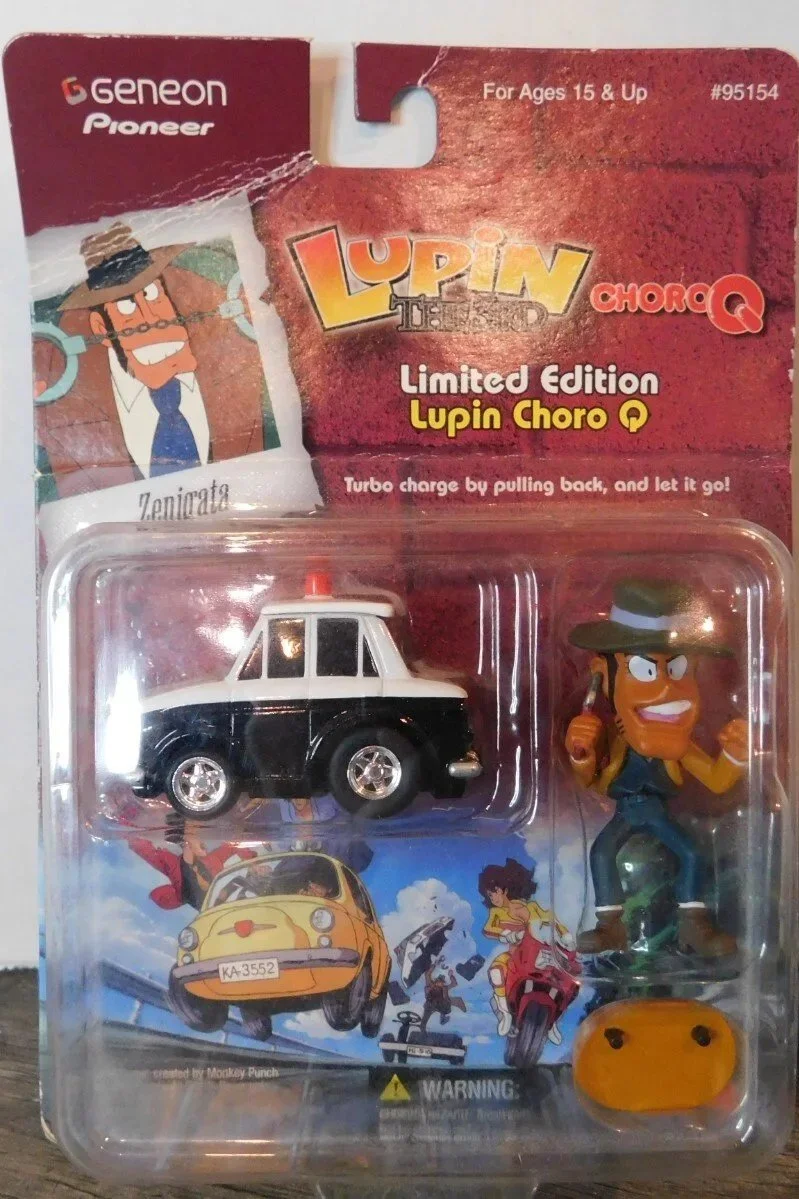 GENEON
Pioneer
For Ages 15 & Up #95154
LUPIN
THE 3RD
CHOROQ
Limited Edition
Lupin Choro Q
Turbo charge by pulling back, and let it go!
Zenigata
KA-3552
created by Monkey Punch
WARNING: